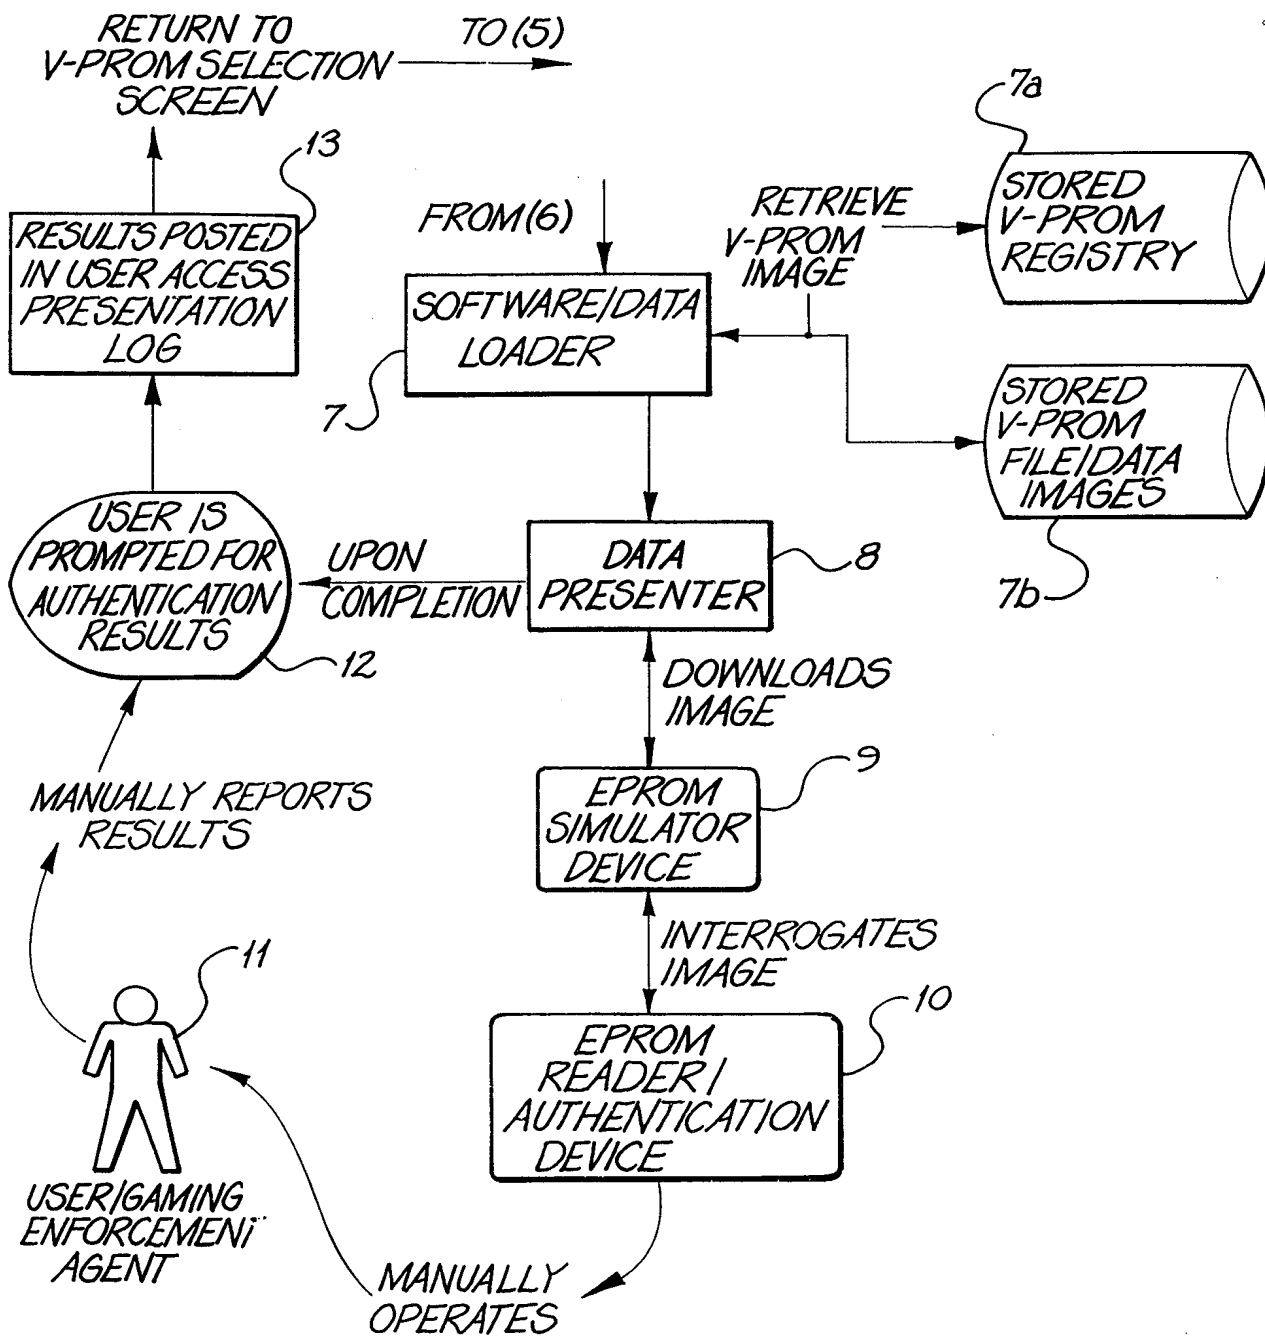 RETURN TO
V-PROM SELECTION
SCREEN
TO (5)
13
RESULTS POSTED
IN USER ACCESS
PRESENTATION
LOG
FROM (6)
RETRIEVE
V-PROM
IMAGE
7a
STORED
V-PROM
REGISTRY
SOFTWARE/DATA
LOADER
7
STORED
V-PROM
FILE/DATA
IMAGES
7b
USER IS
PROMPTED FOR
AUTHENTICATION
RESULTS
12
UPON
COMPLETION
DATA
PRESENTER
8
DOWNLOADS
IMAGE
EPROM
SIMULATOR
DEVICE
9
MANUALLY REPORTS
RESULTS
INTERROGATES
IMAGE
11
10
EPROM
READER/
AUTHENTICATION
DEVICE
USER/GAMING
ENFORCEMENT
AGENT
MANUALLY
OPERATES